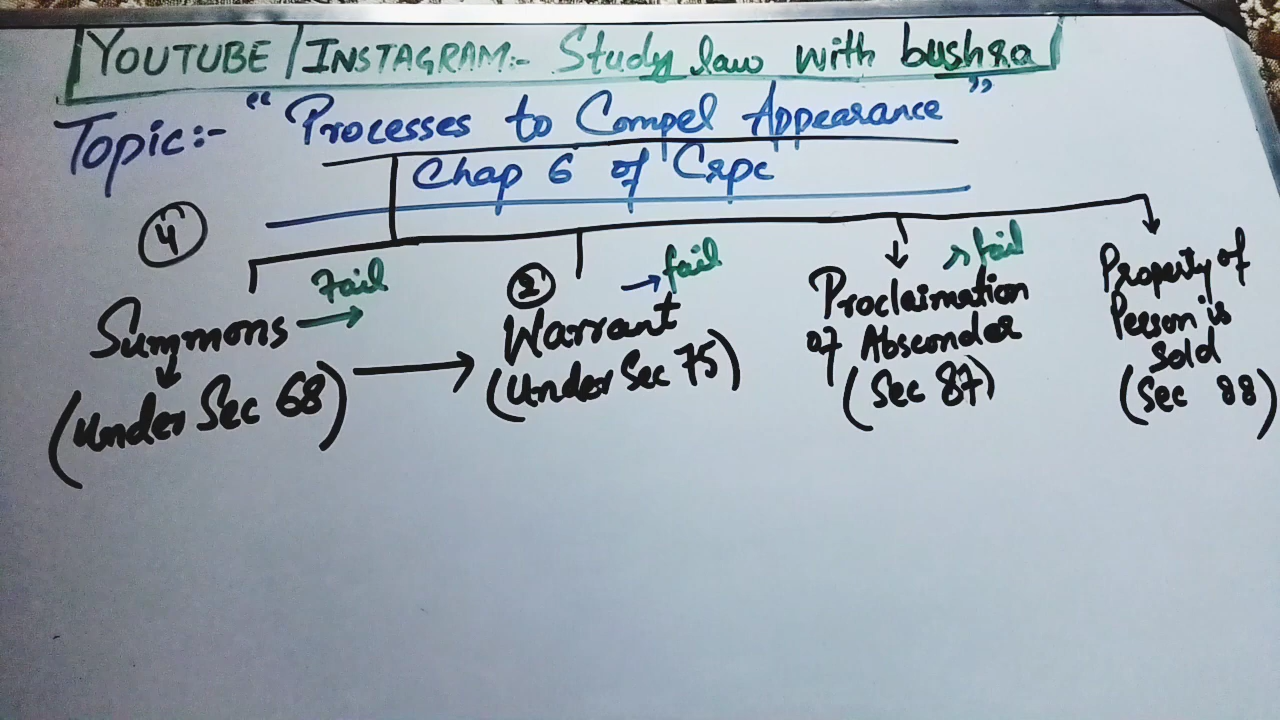 YOUTUBE / INSTAGRAM:- Study law with bushra
Topic:- "Processes to Compel Appearance"
Chap 6 of Crpc
4
Summons
(Under Sec 68)
Fail
2
Warrant
(Under Sec 75)
fail
Proclaimation
of Absconder
(Sec 87)
fail
Property of
Person is
Sold
(Sec 88)